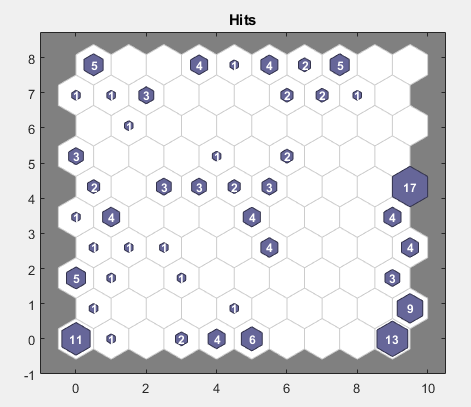 Hits
8 5 4 1 4 2 5
7 1 1 3 2 2 1
6 1
5 3 1 2
4 2 3 3 2 3 17
3 1 4 4 4
1 1 1 4 4
2 5 1 1 3
1 1 1 9
0 11 1 2 4 6 13
-1
0 2 4 6 8 10